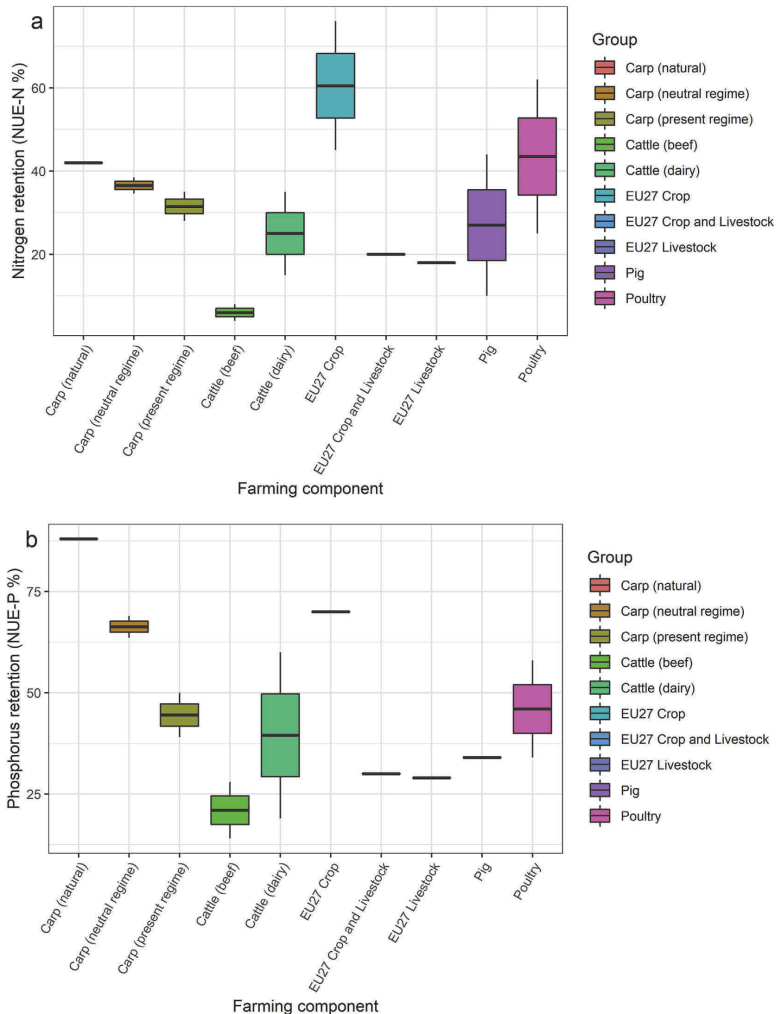 a
Nitrogen retention (NUE-N %)
60
40
20
Carp (natural)
Carp (neutral regime)
Carp (present regime)
Cattle (beef)
Cattle (dairy)
EU27 Crop
EU27 Crop and Livestock
EU27 Livestock
Pig
Poultry
Farming component
Group
Carp (natural)
Carp (neutral regime)
Carp (present regime)
Cattle (beef)
Cattle (dairy)
EU27 Crop
EU27 Crop and Livestock
EU27 Livestock
Pig
Poultry
b
Phosphorus retention (NUE-P %)
75
50
25
Carp (natural)
Carp (neutral regime)
Carp (present regime)
Cattle (beef)
Cattle (dairy)
EU27 Crop
EU27 Crop and Livestock
EU27 Livestock
Pig
Poultry
Farming component
Group
Carp (natural)
Carp (neutral regime)
Carp (present regime)
Cattle (beef)
Cattle (dairy)
EU27 Crop
EU27 Crop and Livestock
EU27 Livestock
Pig
Poultry